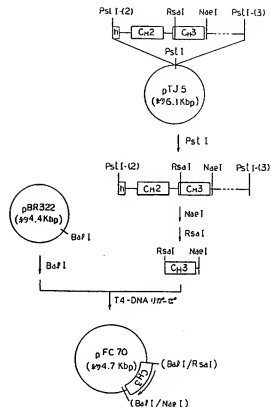 Pst I-(2) Rsa I Nae I Pst I-(3)
h CH2 CH3
Pst I
pTJ5
(約6.1Kbp)
Pst I
Pst I-(2) Rsa I Nae I Pst I-(3)
h CH2 CH3
pBR322
(約4.4Kbp)
Bal I
Nae I
Rsa I
Rsa I Nae I
CH3
Bal I
T4-DNA リガーゼ
pFC70
(約4.7 Kbp)
CH3
(Bal I/Rsa I)
(Bal I/Nae I)